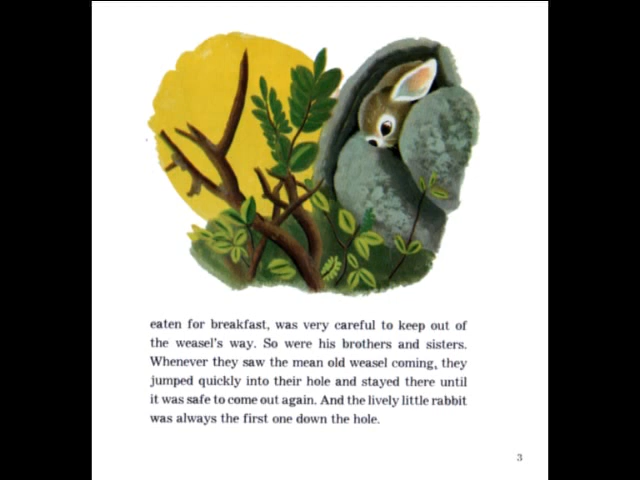 eaten for breakfast, was very careful to keep out of
the weasel's way. So were his brothers and sisters.
Whenever they saw the mean old weasel coming, they
jumped quickly into their hole and stayed there until
it was safe to come out again. And the lively little rabbit
was always the first one down the hole.
3